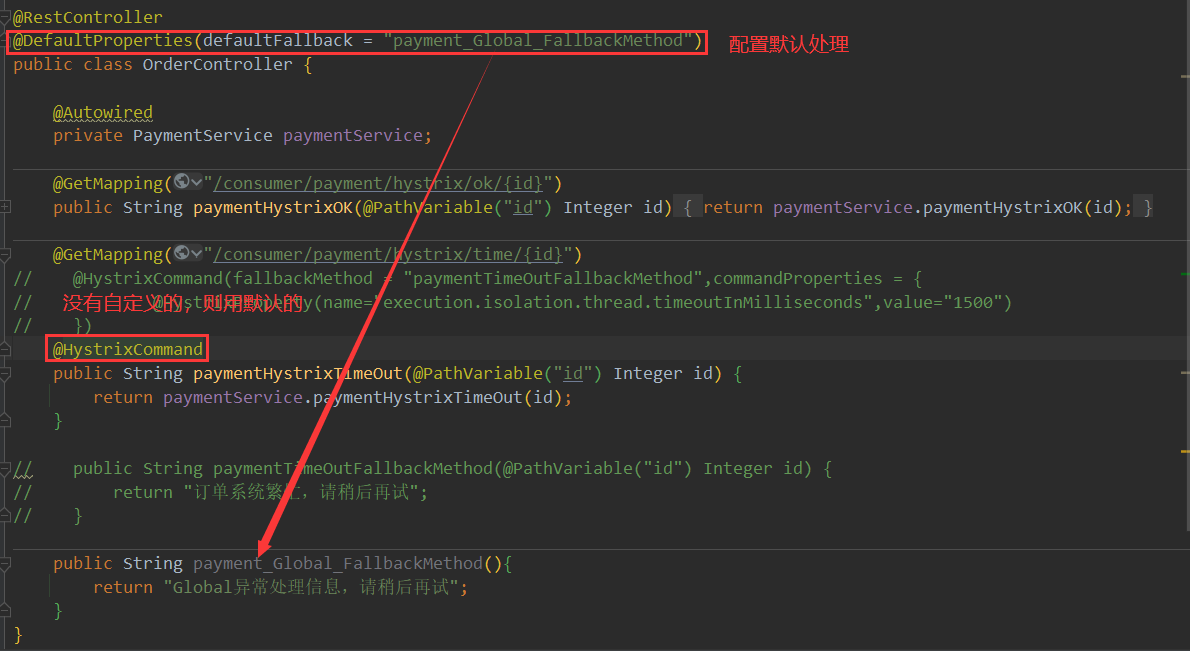 @RestController
@DefaultProperties(defaultFallback = "payment_Global_FallbackMethod") 配置默认处理
public class OrderController {
@Autowired
private PaymentService paymentService;
@GetMapping("/consumer/payment/hystrix/ok/{id}")
public String paymentHystrixOK(@PathVariable("id") Integer id) { return paymentService.paymentHystrixOK(id); }
@GetMapping("/consumer/payment/hystrix/time/{id}")
// @HystrixCommand(fallbackMethod = "paymentTimeOutFallbackMethod",commandProperties = {
// @HystrixProperty(name="execution.isolation.thread.timeoutInMilliseconds",value="1500")
没有自定义的，则用默认的
// })
@HystrixCommand
public String paymentHystrixTimeOut(@PathVariable("id") Integer id) {
return paymentService.paymentHystrixTimeOut(id);
}
// public String paymentTimeOutFallbackMethod(@PathVariable("id") Integer id) {
// return "订单系统繁忙，请稍后再试";
// }
public String payment_Global_FallbackMethod(){
return "Global异常处理信息，请稍后再试";
}
}